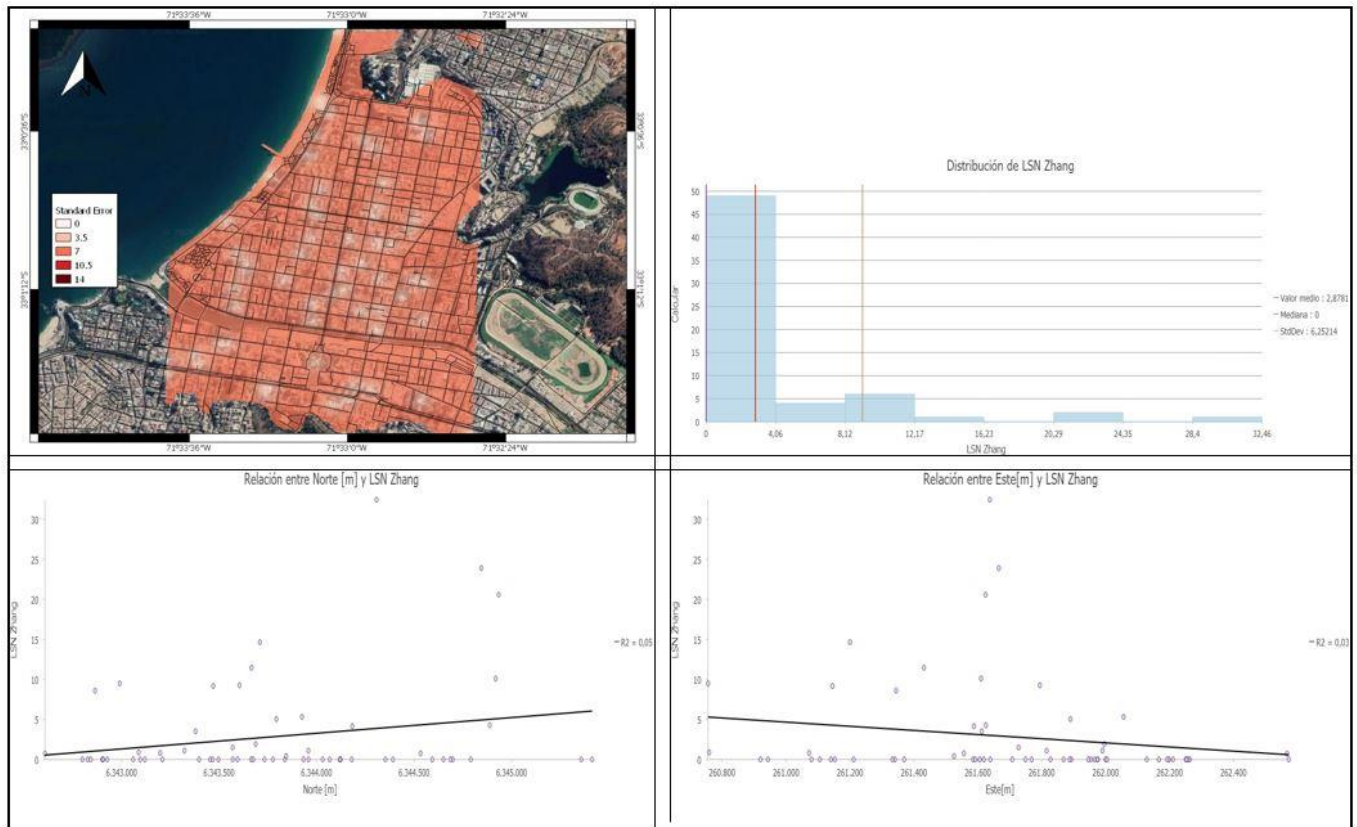 71°33'36"W 71°33'0"W 71°32'24"W
N
33°0'36"S 33°0'36"S
33°1'12"S 33°1'12"S
Standard Error
0
3.5
7
10.5
14
71°33'36"W 71°33'0"W 71°32'24"W
Distribución de LSN Zhang
Calcular
50
45
40
35
30
25
20
15
10
5
0
0 4,06 8,12 12,17 16,23 20,29 24,35 28,4 32,46
LSN Zhang
Valor medio : 2,8781
Mediana : 0
StdDev : 6,25214
Relación entre Norte [m] y LSN Zhang
LSN Zhang
30
25
20
15
10
5
0
6.343.000 6.343.500 6.344.000 6.344.500 6.345.000
Norte [m]
R2 = 0,05
Relación entre Este[m] y LSN Zhang
LSN Zhang
30
25
20
15
10
5
0
260.800 261.000 261.200 261.400 261.600 261.800 262.000 262.200 262.400
Este[m]
R2 = 0,03